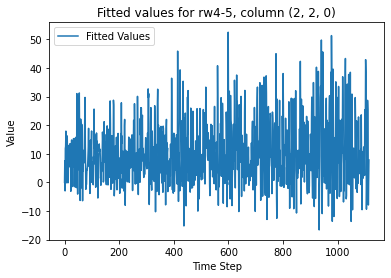 Fitted values for rw4-5, column (2, 2, 0)
Fitted Values
50
40
30
20
10
0
−10
−20
Value
0 200 400 600 800 1000
Time Step